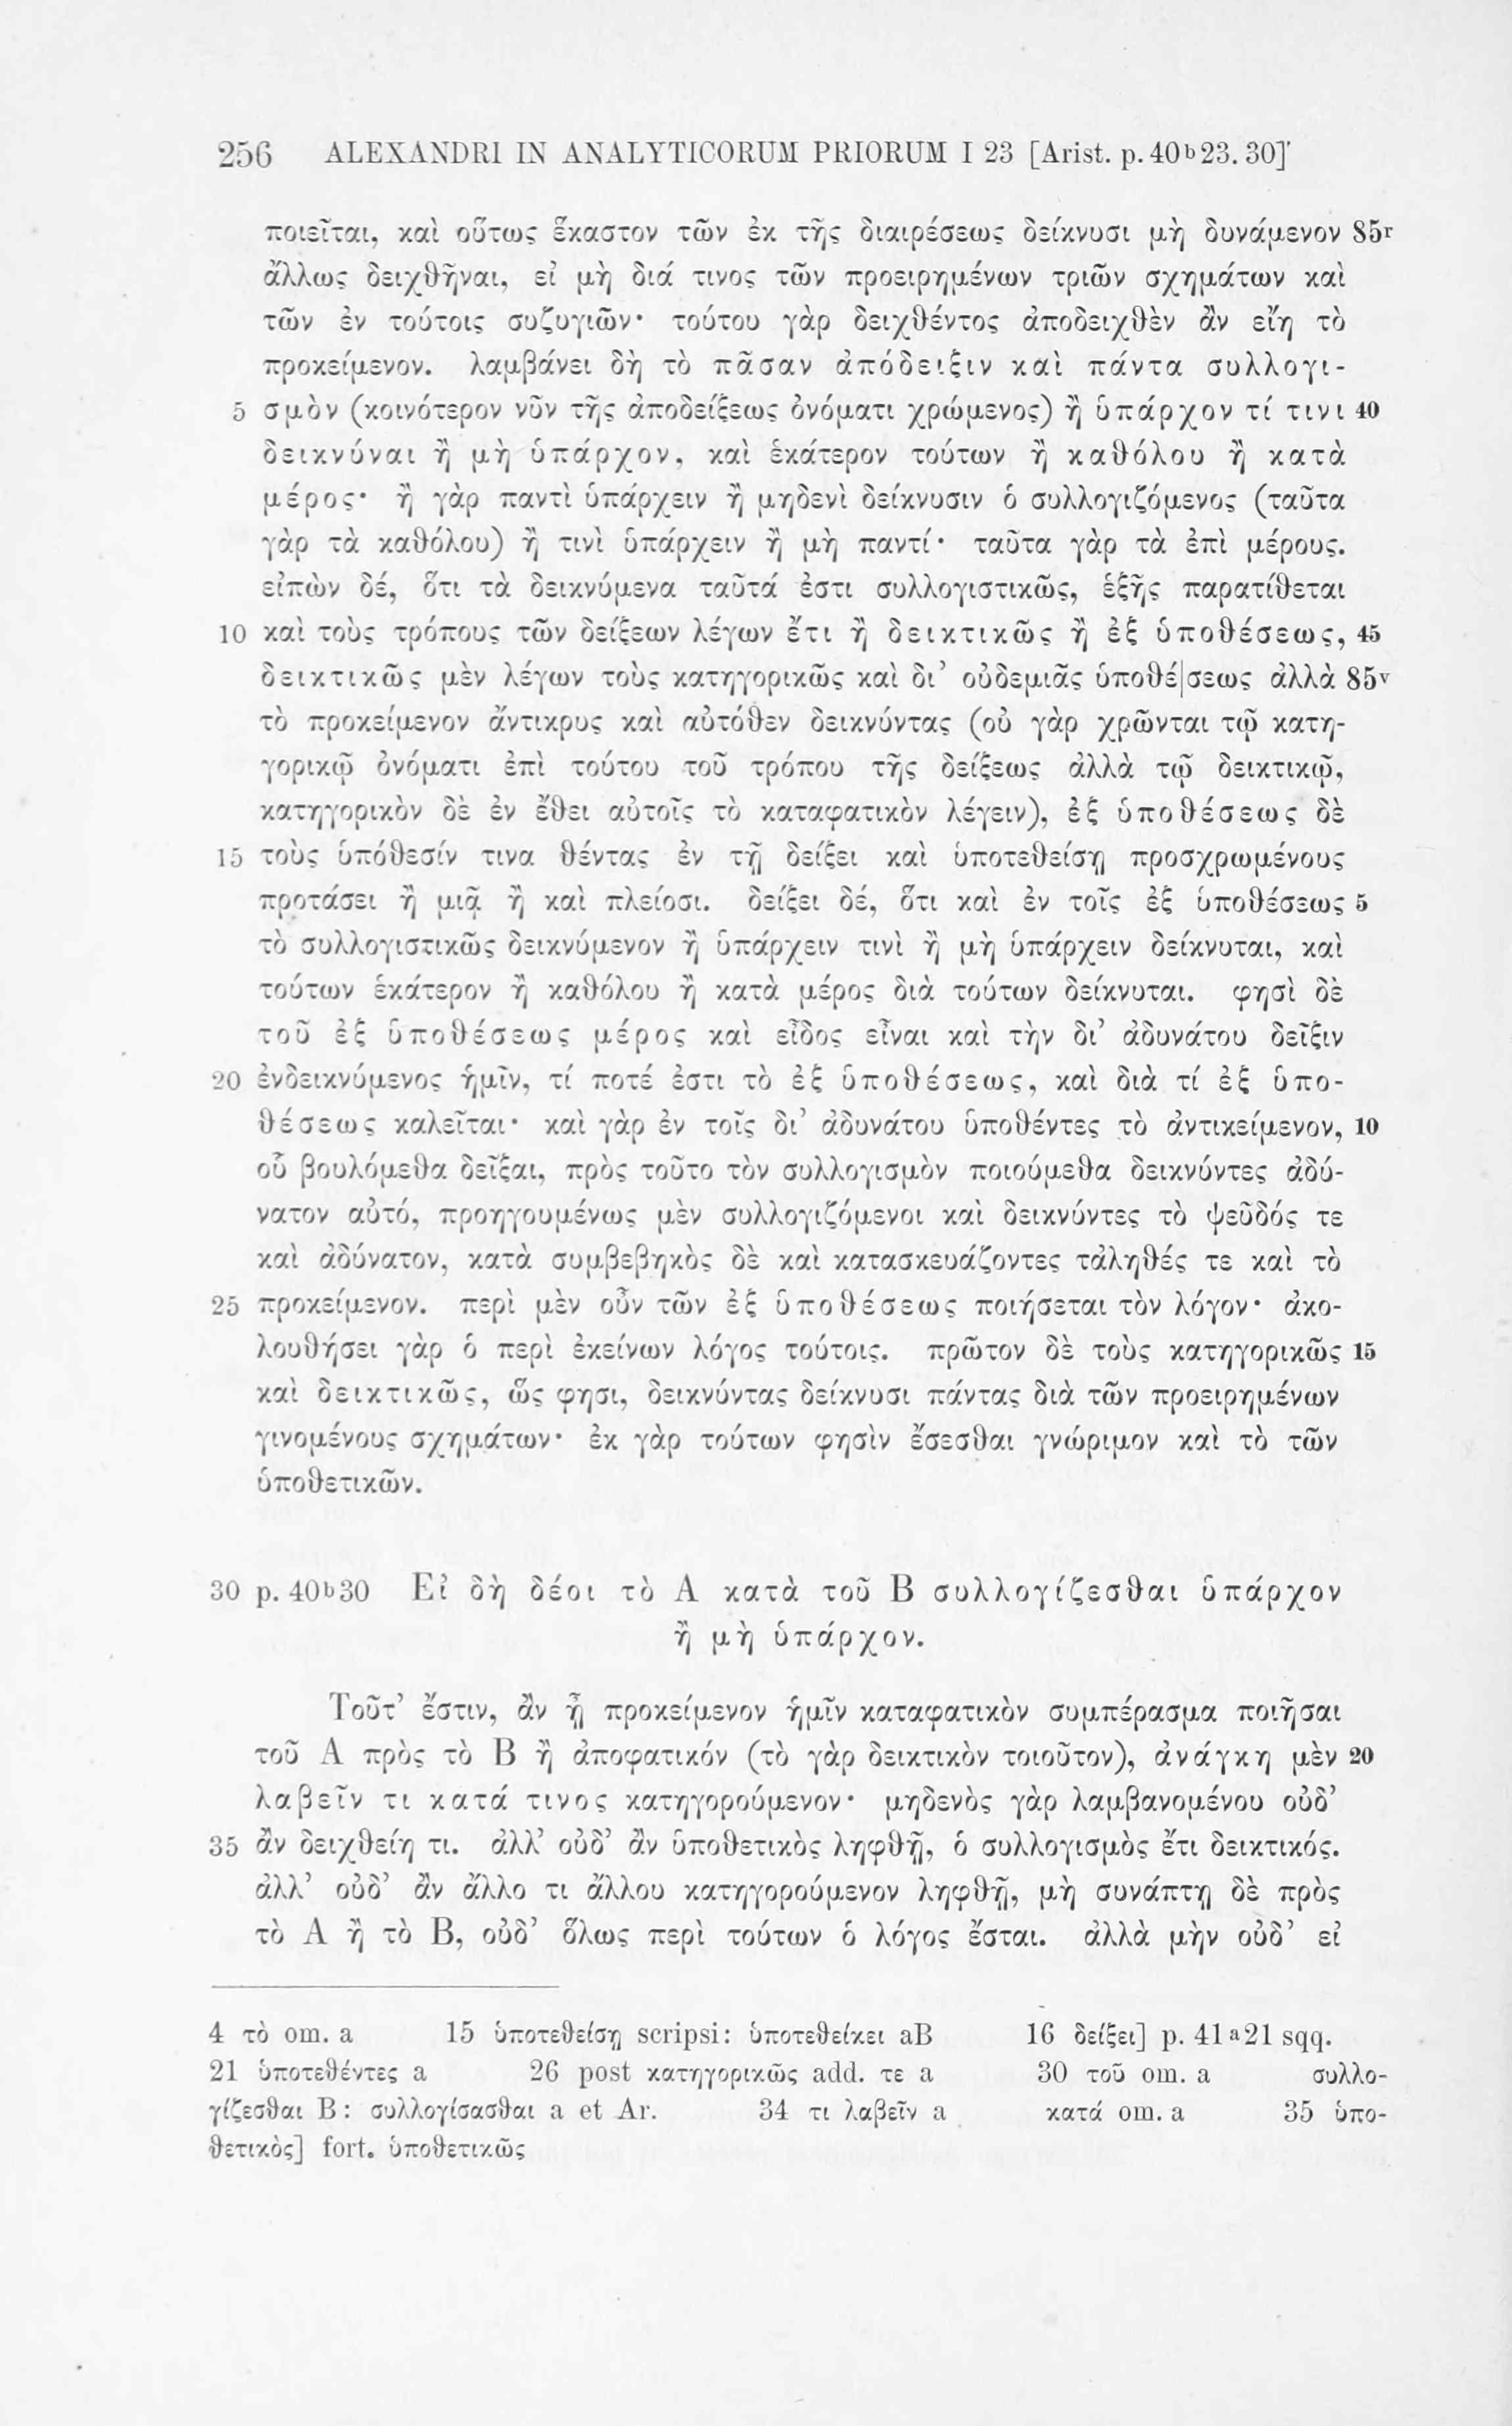 256 ALEXANDRI IN ANALYTICORUM PRIORUM I 23 [Arist. p. 40b23. 30]
ποιεῖται, καὶ οὕτως ἕκαστον τῶν ἐκ τῆς διαιρέσεως δείκνυσι μὴ δυνάμενον 85r
ἄλλως δειχθῆναι, εἰ μὴ διά τινος τῶν προειρημένων τριῶν σχημάτων καὶ
τῶν ἐν τούτοις συζυγιῶν· τούτου γὰρ δειχθέντος ἀποδειχθὲν ἂν εἴη τὸ
προκείμενον. λαμβάνει δὴ τὸ πᾶσαν ἀπόδειξιν καὶ πάντα συλλογι-
5 σμὸν (κοινότερον νῦν τῆς ἀποδείξεως ὀνόματι χρώμενος) ἢ ὑπάρχον τί τινι 40
δεικνύναι ἢ μὴ ὑπάρχον, καὶ ἑκάτερον τούτων ἢ καθόλου ἢ κατὰ
μέρος· ἢ γὰρ παντὶ ὑπάρχειν ἢ μηδενὶ δείκνυσιν ὁ συλλογιζόμενος (ταῦτα
γὰρ τὰ καθόλου) ἢ τινὶ ὑπάρχειν ἢ μὴ παντί· ταῦτα γὰρ τὰ ἐπὶ μέρους.
εἰπὼν δέ, ὅτι τὰ δεικνύμενα ταῦτά ἐστι συλλογιστικῶς, ἑξῆς παρατίθεται
10 καὶ τοὺς τρόπους τῶν δείξεων λέγων ἔτι ἢ δεικτικῶς ἢ ἐξ ὑποθέσεως, 45
δεικτικῶς μὲν λέγων τοὺς κατηγορικῶς καὶ δι’ οὐδεμιᾶς ὑποθέ|σεως ἀλλὰ 85v
τὸ προκείμενον ἄντικρυς καὶ αὐτόθεν δεικνύντας (οὐ γὰρ χρῶνται τῷ κατη-
γορικῷ ὀνόματι ἐπὶ τούτου τοῦ τρόπου τῆς δείξεως ἀλλὰ τῷ δεικτικῷ,
κατηγορικὸν δὲ ἐν ἔθει αὐτοῖς τὸ καταφατικὸν λέγειν), ἐξ ὑποθέσεως δὲ
15 τοὺς ὑπόθεσίν τινα θέντας ἐν τῇ δείξει καὶ ὑποτεθείσῃ προσχρωμένους
προτάσει ἢ μιᾷ ἢ καὶ πλείοσι. δείξει δέ, ὅτι καὶ ἐν τοῖς ἐξ ὑποθέσεως 5
τὸ συλλογιστικῶς δεικνύμενον ἢ ὑπάρχειν τινὶ ἢ μὴ ὑπάρχειν δείκνυται, καὶ
τούτων ἑκάτερον ἢ καθόλου ἢ κατὰ μέρος διὰ τούτων δείκνυται. φησὶ δὲ
τοῦ ἐξ ὑποθέσεως μέρος καὶ εἶδος εἶναι καὶ τὴν δι’ ἀδυνάτου δεῖξιν
20 ἐνδεικνύμενος ἡμῖν, τί ποτέ ἐστι τὸ ἐξ ὑποθέσεως, καὶ διὰ τί ἐξ ὑπο-
θέσεως καλεῖται· καὶ γὰρ ἐν τοῖς δι’ ἀδυνάτου ὑποθέντες τὸ ἀντικείμενον, 10
οὗ βουλόμεθα δεῖξαι, πρὸς τοῦτο τὸν συλλογισμὸν ποιούμεθα δεικνύντες ἀδύ-
νατον αὐτό, προηγουμένως μὲν συλλογιζόμενοι καὶ δεικνύντες τὸ ψεῦδός τε
καὶ ἀδύνατον, κατὰ συμβεβηκὸς δὲ καὶ κατασκευάζοντες τἀληθές τε καὶ τὸ
25 προκείμενον. περὶ μὲν οὖν τῶν ἐξ ὑποθέσεως ποιήσεται τὸν λόγον· ἀκο-
λουθήσει γὰρ ὁ περὶ ἐκείνων λόγος τούτοις. πρῶτον δὲ τοὺς κατηγορικῶς 15
καὶ δεικτικῶς, ὥς φησι, δεικνύντας δείκνυσι πάντας διὰ τῶν προειρημένων
γινομένους σχημάτων· ἐκ γὰρ τούτων φησὶν ἔσεσθαι γνώριμον καὶ τὸ τῶν
ὑποθετικῶν.
30 p. 40b30 Εἰ δὴ δέοι τὸ Α κατὰ τοῦ Β συλλογίζεσθαι ὑπάρχον
ἢ μὴ ὑπάρχον.
Τοῦτ’ ἔστιν, ἂν ᾖ προκείμενον ἡμῖν καταφατικὸν συμπέρασμα ποιῆσαι
τοῦ Α πρὸς τὸ Β ἢ ἀποφατικόν (τὸ γὰρ δεικτικὸν τοιοῦτον), ἀνάγκη μὲν 20
λαβεῖν τι κατά τινος κατηγορούμενον· μηδενὸς γὰρ λαμβανομένου οὐδ’
35 ἂν δειχθείη τι. ἀλλ’ οὐδ’ ἂν ὑποθετικὸς ληφθῇ, ὁ συλλογισμὸς ἔτι δεικτικός.
ἀλλ’ οὐδ’ ἂν ἄλλο τι ἄλλου κατηγορούμενον ληφθῇ, μὴ συνάπτῃ δὲ πρὸς
τὸ Α ἢ τὸ Β, οὐδ’ ὅλως περὶ τούτων ὁ λόγος ἔσται. ἀλλὰ μὴν οὐδ’ εἰ
4 τὸ om. a 15 ὑποτεθείσῃ scripsi: ὑποτεθείκει aB 16 δείξει] p. 41a21 sqq.
21 ὑποτεθέντες a 26 post κατηγορικῶς add. τε a 30 τοῦ om. a συλλο-
γίζεσθαι B: συλλογίσασθαι a et Ar. 34 τι λαβεῖν a κατά om. a 35 ὑπο-
θετικὸς] fort. ὑποθετικῶς